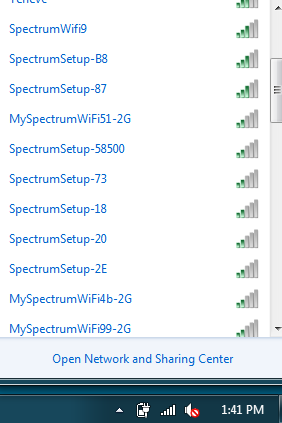 SpectrumWifi9
SpectrumSetup-B8
SpectrumSetup-87
MySpectrumWiFi51-2G
SpectrumSetup-58500
SpectrumSetup-73
SpectrumSetup-18
SpectrumSetup-20
SpectrumSetup-2E
MySpectrumWiFi4b-2G
MySpectrumWiFi99-2G
Open Network and Sharing Center
1:41 PM